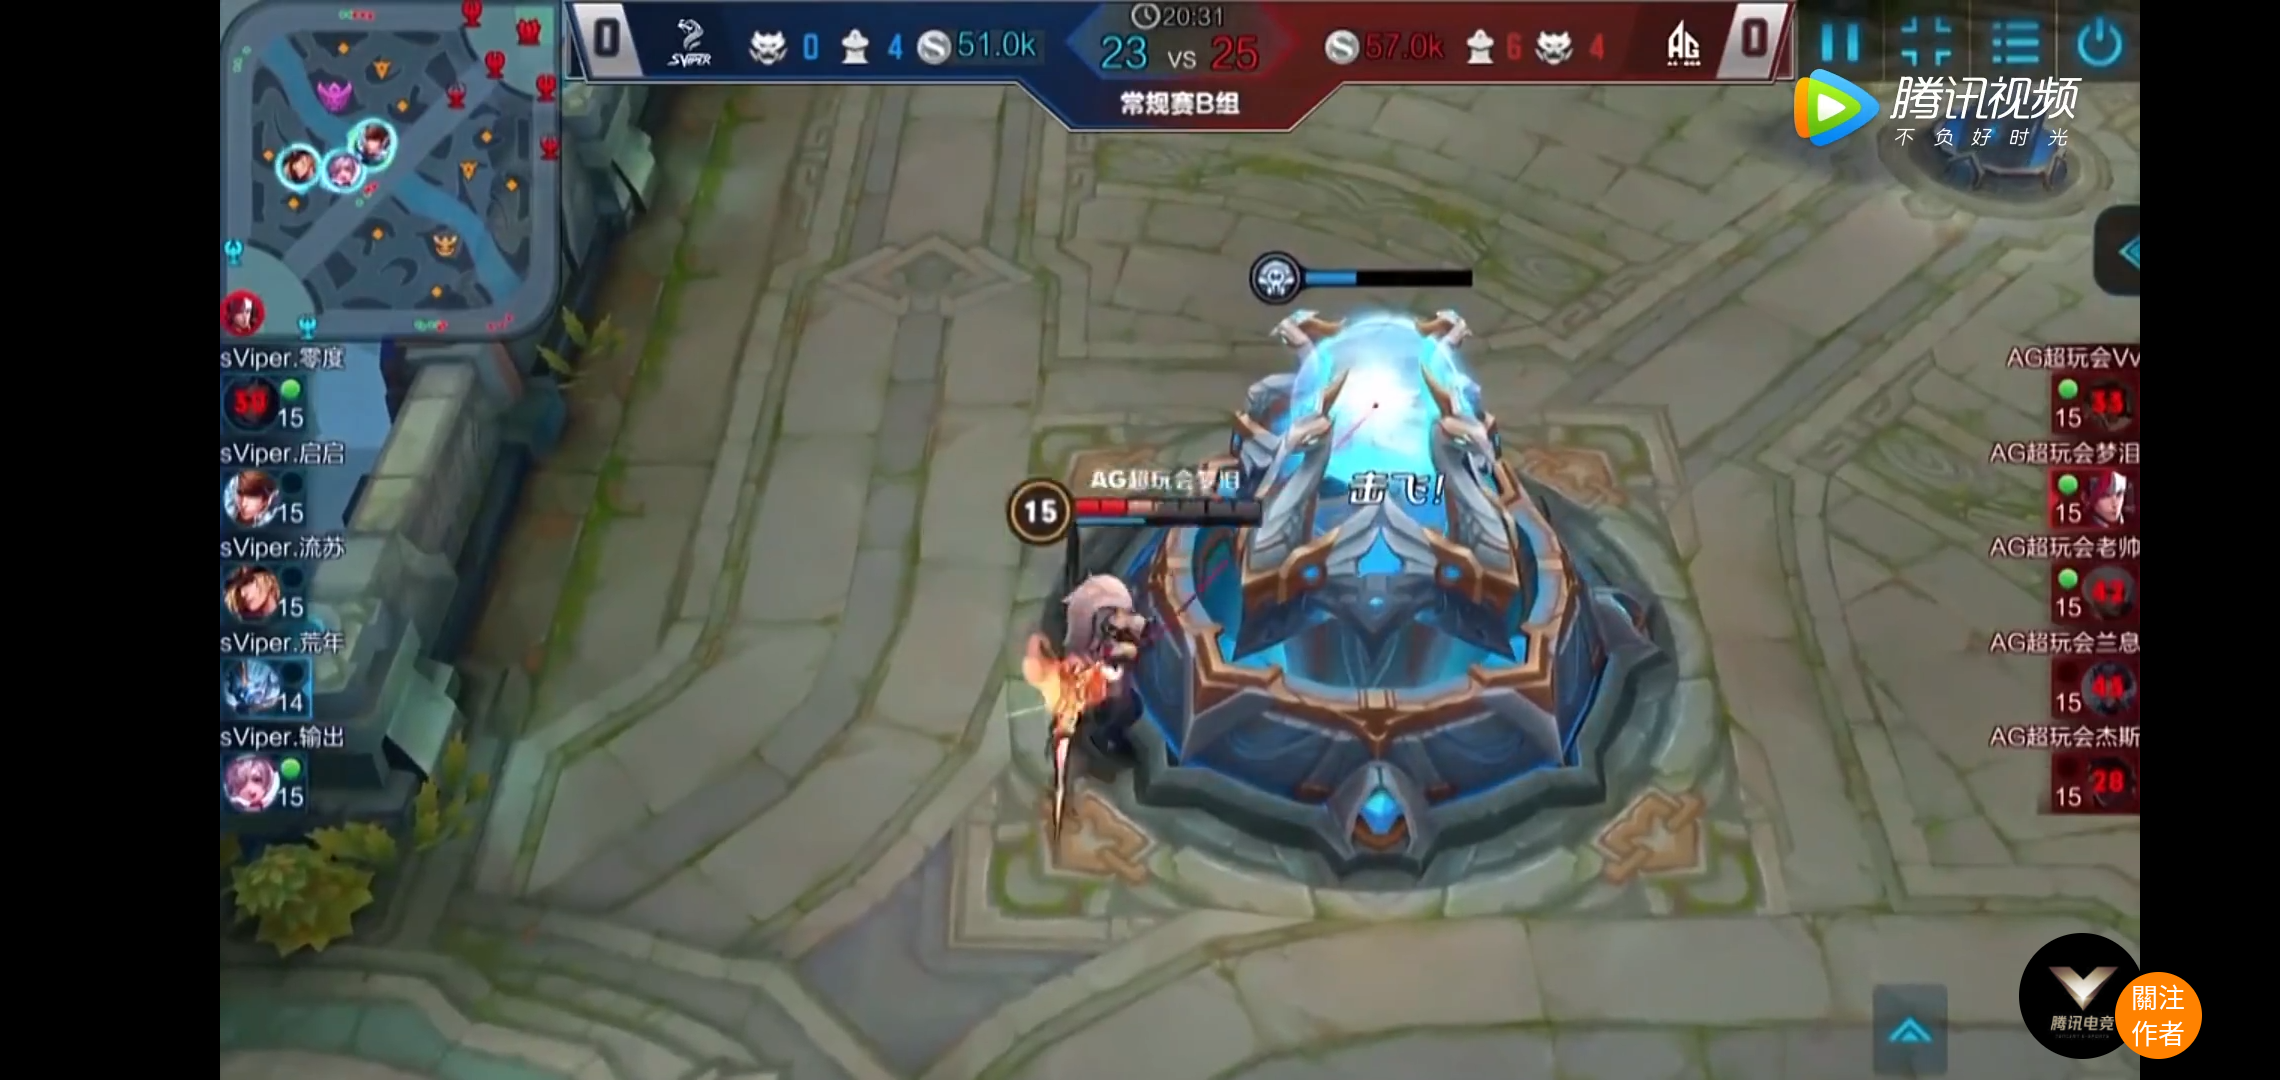 0
SVIPER
0
4
51.0k
20:31
23 VS 25
57.0k
6
4
AG
0
常规赛B组
腾讯视频
不负好时光
sViper.零度
15
sViper.启启
15
sViper.流苏
15
sViper.荒年
14
sViper.输出
15
AG超玩会梦泪
15
击飞!
AG超玩会Vv
15
33
AG超玩会梦泪
15
AG超玩会老帅
15
42
AG超玩会兰息
15
AG超玩会杰斯
15
28
腾讯电竞
關注
作者